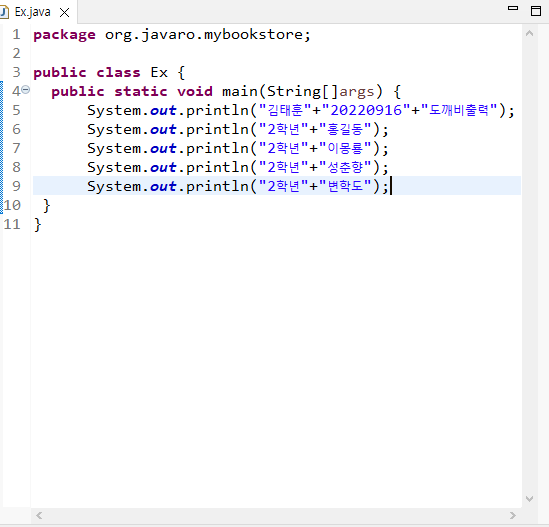 Ex.java
1 package org.javaro.mybookstore;
2
3 public class Ex {
4 public static void main(String[]args) {
5 System.out.println("김태훈"+"20220916"+"도깨비출력");
6 System.out.println("2학년"+"홍길동");
7 System.out.println("2학년"+"이몽룡");
8 System.out.println("2학년"+"성춘향");
9 System.out.println("2학년"+"변학도");
10 }
11 }